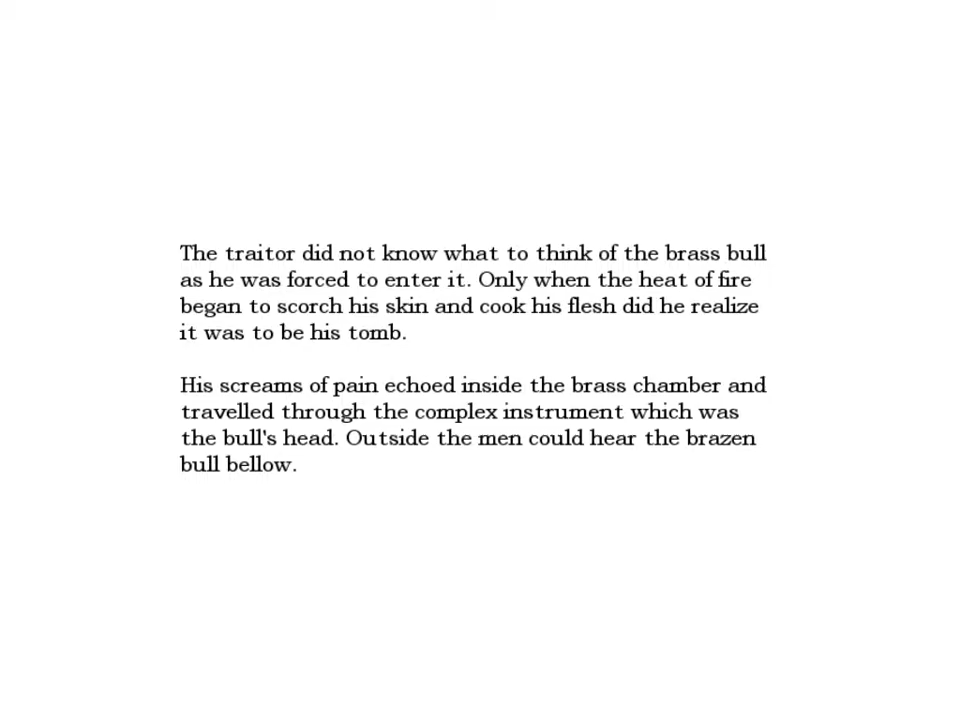 The traitor did not know what to think of the brass bull
as he was forced to enter it. Only when the heat of fire
began to scorch his skin and cook his flesh did he realize
it was to be his tomb.
His screams of pain echoed inside the brass chamber and
travelled through the complex instrument which was
the bull's head. Outside the men could hear the brazen
bull bellow.